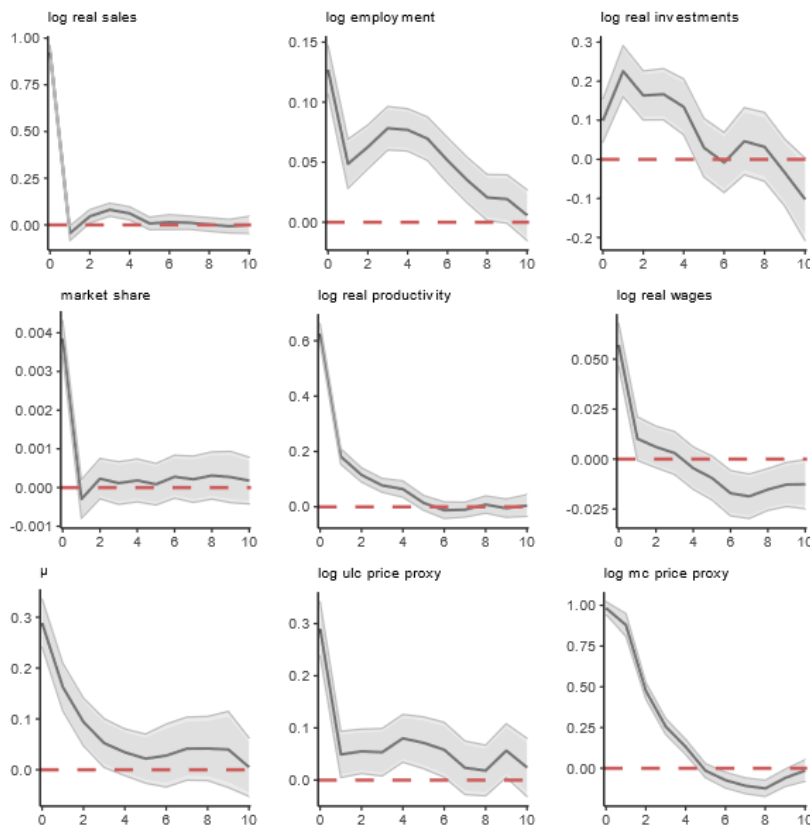 log real sales
1.00
0.75
0.50
0.25
0.00
0 2 4 6 8 10
log employment
0.15
0.10
0.05
0.00
0 2 4 6 8 10
log real investments
0.3
0.2
0.1
0.0
-0.1
-0.2
0 2 4 6 8 10
market share
0.004
0.003
0.002
0.001
0.000
-0.001
0 2 4 6 8 10
log real productivity
0.6
0.4
0.2
0.0
0 2 4 6 8 10
log real wages
0.050
0.025
0.000
-0.025
0 2 4 6 8 10
μ
0.3
0.2
0.1
0.0
0 2 4 6 8 10
log ulc price proxy
0.3
0.2
0.1
0.0
0 2 4 6 8 10
log mc price proxy
1.00
0.75
0.50
0.25
0.00
0 2 4 6 8 10